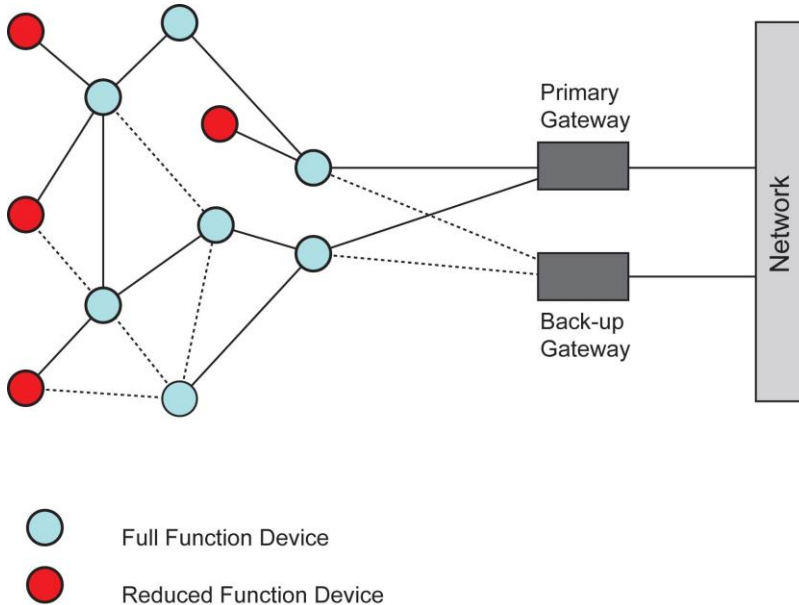 Primary
Gateway
Network
Back-up
Gateway
Full Function Device
Reduced Function Device